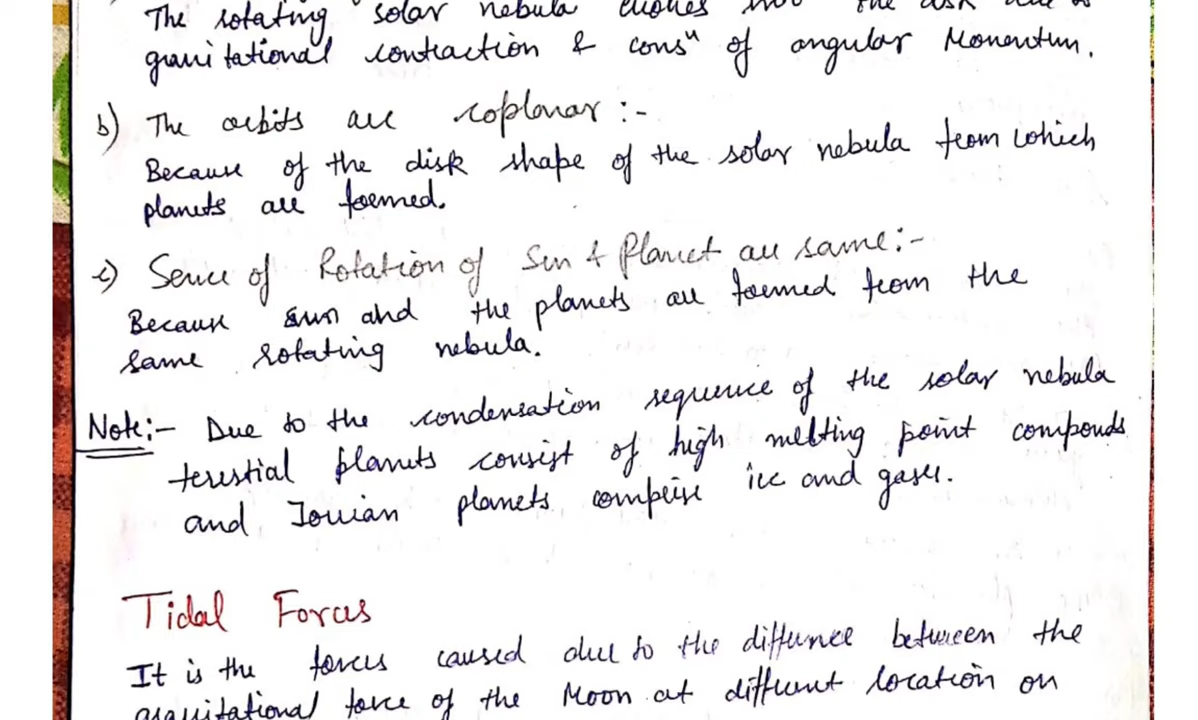 The rotating solar nebula the disk
gravitational contraction & consn of angular Momentum.
b) The orbits are coplanar :-
Because of the disk shape of the solar nebula from which
planets are formed.
c) Sence of Rotation of Sun & Planet are same :-
Because sun and the planets are formed from the
same rotating nebula.
Note:- Due to the condensation sequence of the solar nebula
terestial planets consist of high melting point compounds
and Jovian planets comprise ice and gases.
Tidal Forces
It is the forces caused due to the difference between the
gravitational force of the Moon at different location on